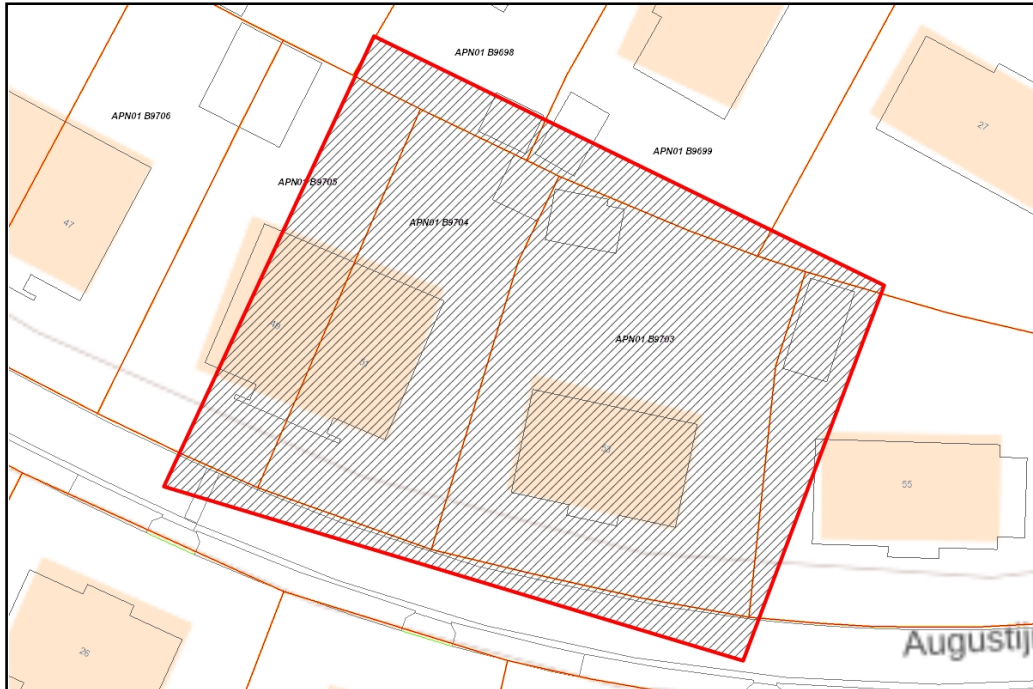 APN01 B9698
APN01 B9706
27
APN01 B9699
APN01 B9705
APN01 B9704
47
49
51
APN01 B9703
53
55
Augustij
26